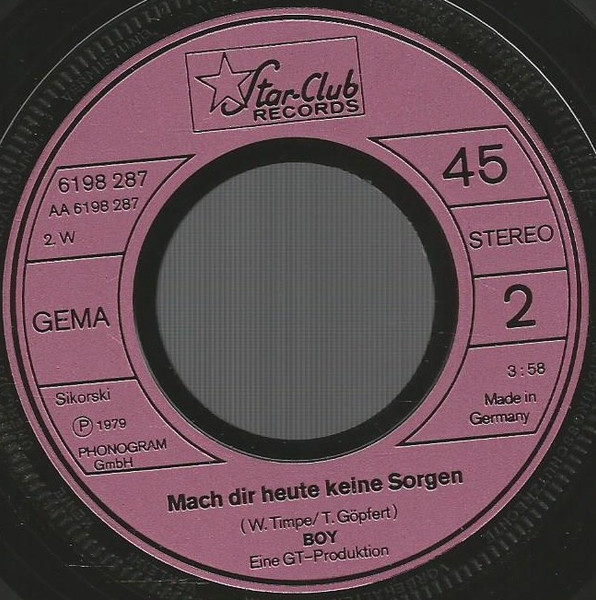 Star-Club
RECORDS
6198 287
AA 6198 287
2. W
GEMA
Sikorski
Ⓟ 1979
PHONOGRAM
GmbH
45
STEREO
2
3:58
Made in
Germany
Mach dir heute keine Sorgen
(W. Timpe/T. Göpfert)
BOY
Eine GT-Produktion